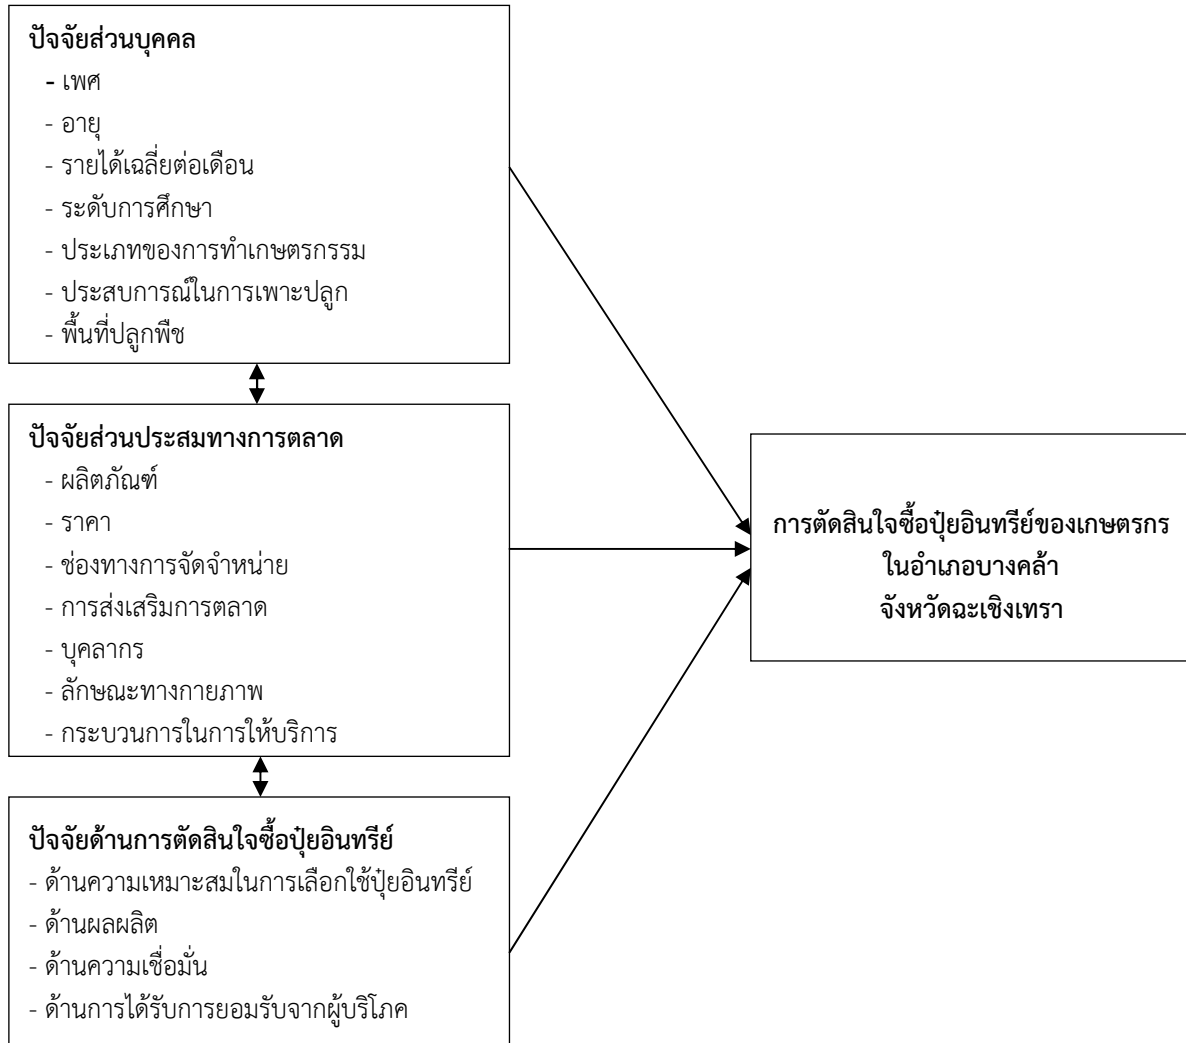 ปัจจัยส่วนบุคคล
- เพศ
- อายุ
- รายได้เฉลี่ยต่อเดือน
- ระดับการศึกษา
- ประเภทของการทำเกษตรกรรม
- ประสบการณ์ในการเพาะปลูก
- พื้นที่ปลูกพืช
ปัจจัยส่วนประสมทางการตลาด
- ผลิตภัณฑ์
- ราคา
- ช่องทางการจัดจำหน่าย
- การส่งเสริมการตลาด
- บุคลากร
- ลักษณะทางกายภาพ
- กระบวนการในการให้บริการ
ปัจจัยด้านการตัดสินใจซื้อปุ๋ยอินทรีย์
- ด้านความเหมาะสมในการเลือกใช้ปุ๋ยอินทรีย์
- ด้านผลผลิต
- ด้านความเชื่อมั่น
- ด้านการได้รับการยอมรับจากผู้บริโภค
การตัดสินใจซื้อปุ๋ยอินทรีย์ของเกษตรกร
ในอำเภอบางคล้า
จังหวัดฉะเชิงเทรา